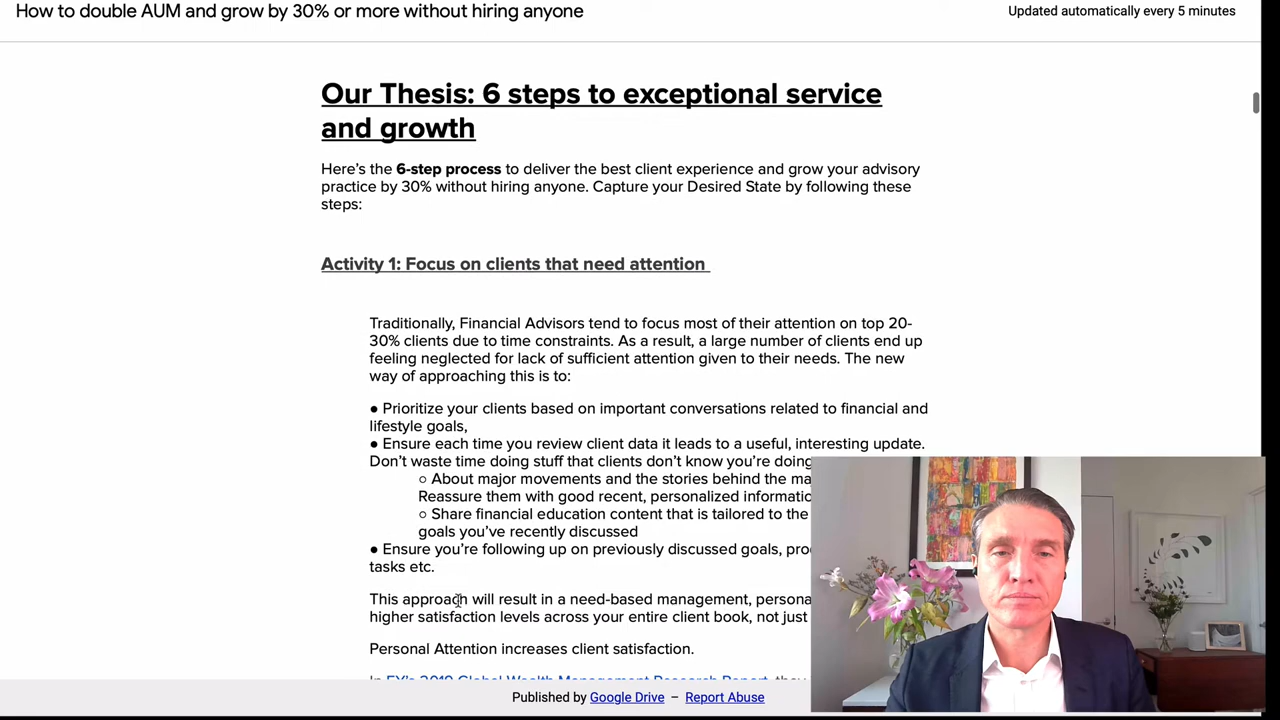 How to double AUM and grow by 30% or more without hiring anyone
Updated automatically every 5 minutes
Our Thesis: 6 steps to exceptional service
and growth
Here’s the 6-step process to deliver the best client experience and grow your advisory
practice by 30% without hiring anyone. Capture your Desired State by following these
steps:
Activity 1: Focus on clients that need attention
Traditionally, Financial Advisors tend to focus most of their attention on top 20-
30% clients due to time constraints. As a result, a large number of clients end up
feeling neglected for lack of sufficient attention given to their needs. The new
way of approaching this is to:
● Prioritize your clients based on important conversations related to financial and
lifestyle goals,
● Ensure each time you review client data it leads to a useful, interesting update.
Don’t waste time doing stuff that clients don’t know you’re doing
○ About major movements and the stories behind the
Reassure them with good recent, personalized
○ Share financial education content that is tailored to the
goals you’ve recently discussed
● Ensure you’re following up on previously discussed goals,
tasks etc.
This approach will result in a need-based management,
higher satisfaction levels across your entire client book, not just
Personal Attention increases client satisfaction.
In EY’s 2019 Global Wealth Management Research Report, they
Published by Google Drive – Report Abuse